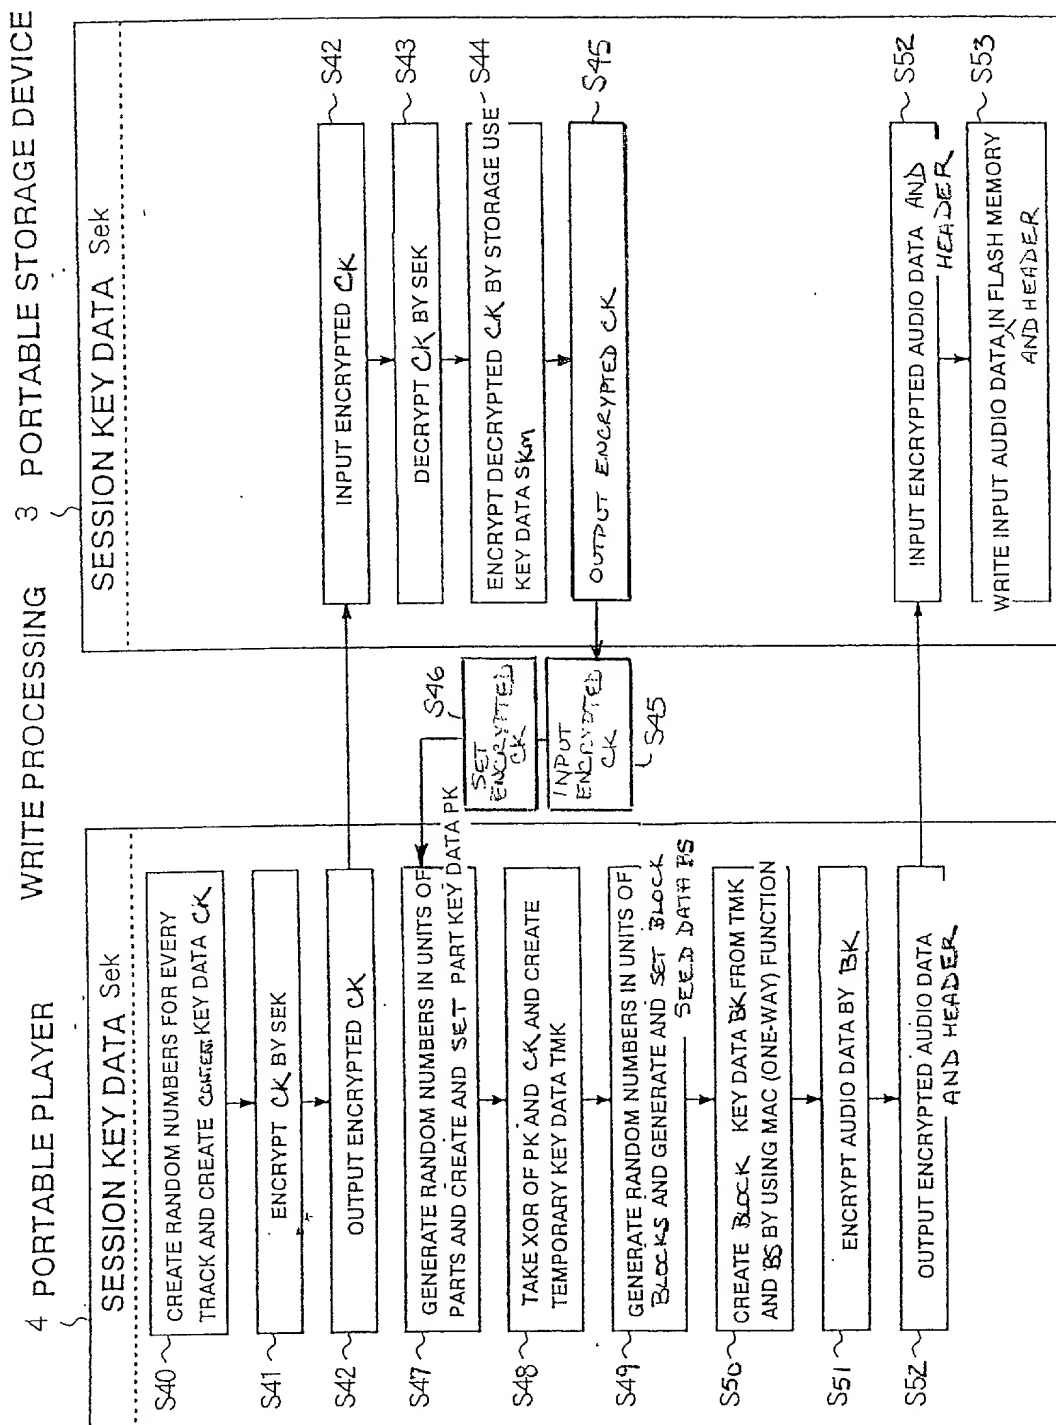 4 PORTABLE PLAYER
WRITE PROCESSING
3 PORTABLE STORAGE DEVICE
SESSION KEY DATA Sek
S40
CREATE RANDOM NUMBERS FOR EVERY
TRACK AND CREATE CONTENT KEY DATA CK
S41
ENCRYPT CK BY SEK
S42
OUTPUT ENCRYPTED CK
S47
GENERATE RANDOM NUMBERS IN UNITS OF
PARTS AND CREATE AND SET PART KEY DATA PK
S48
TAKE XOR OF PK AND CK AND CREATE
TEMPORARY KEY DATA TMK
S49
GENERATE RANDOM NUMBERS IN UNITS OF
BLOCKS AND GENERATE AND SET BLOCK
SEED DATA BS
S50
CREATE BLOCK KEY DATA BK FROM TMK
AND BS BY USING MAC (ONE-WAY) FUNCTION
S51
ENCRYPT AUDIO DATA BY BK
S52
OUTPUT ENCRYPTED AUDIO DATA
AND HEADER
S46
SET
ENCRYPTED
CK
INPUT
ENCRYPTED
CK
S45
SESSION KEY DATA Sek
INPUT ENCRYPTED CK
S42
DECRYPT CK BY SEK
S43
ENCRYPT DECRYPTED CK BY STORAGE USE
KEY DATA SKm
S44
OUTPUT ENCRYPTED CK
S45
INPUT ENCRYPTED AUDIO DATA AND
HEADER
S52
WRITE INPUT AUDIO DATA IN FLASH MEMORY
AND HEADER
S53